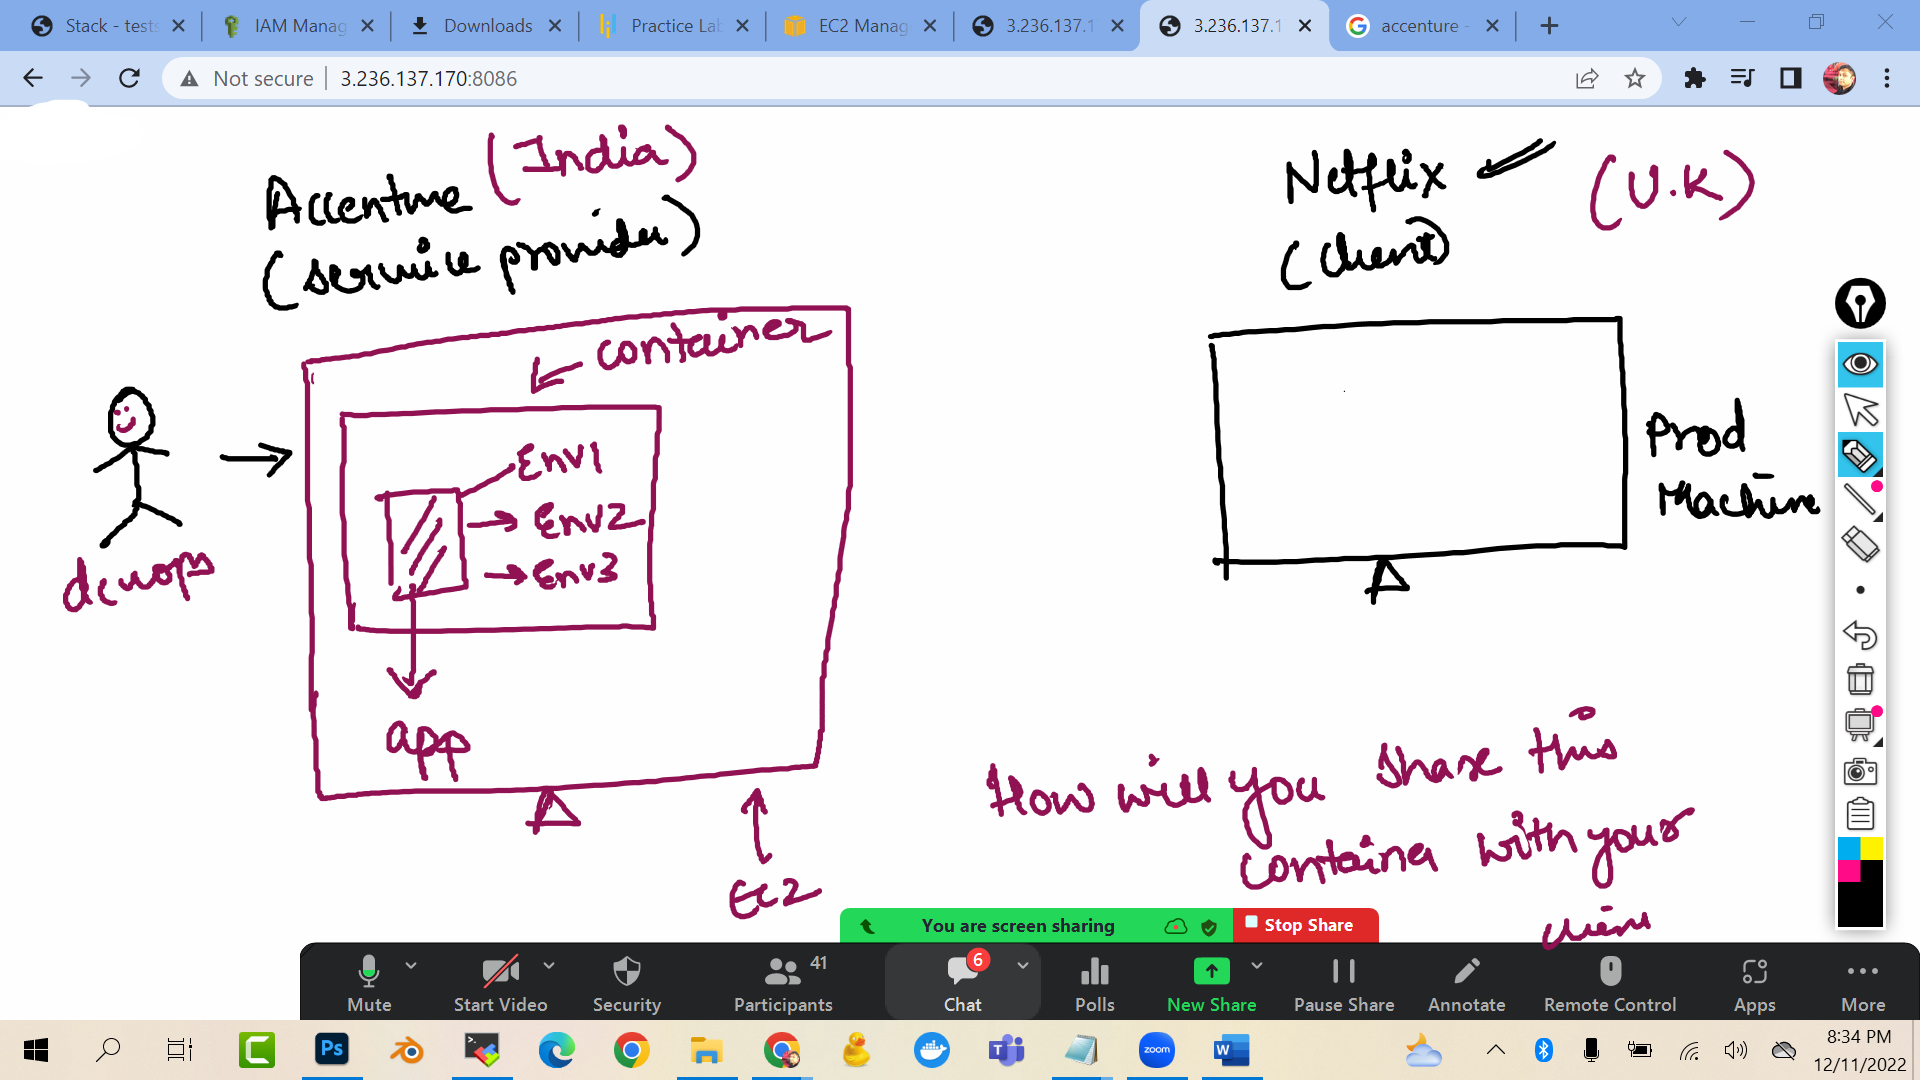 Stack - tests
IAM Manag
Downloads
Practice Lab
EC2 Manag
3.236.137.1
3.236.137.1
accenture -
Not secure
3.236.137.170:8086
Accenture (India)
(service provider)
Netflix (U.K)
(client)
container
Env1
Env2
Env3
devops
app
EC2
Prod
Machine
How will you share this
container with your
client
You are screen sharing
Stop Share
41
6
Mute
Start Video
Security
Participants
Chat
Polls
New Share
Pause Share
Annotate
Remote Control
Apps
More
Ps
zoom
W
8:34 PM
12/11/2022